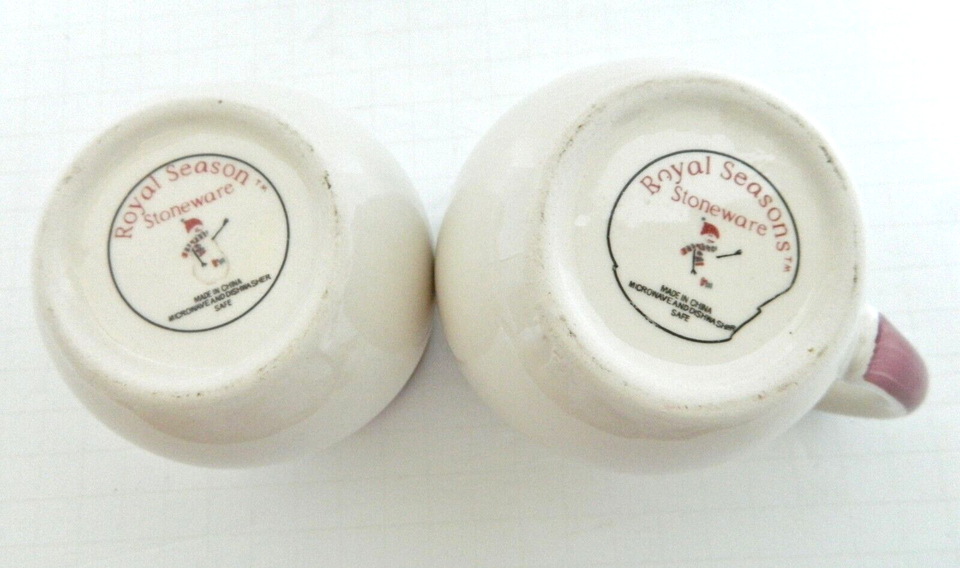 Royal Season™
Stoneware
MADE IN CHINA
MICROWAVE AND DISHWASHER
SAFE
Royal Seasons™
Stoneware
MADE IN CHINA
MICROWAVE AND DISHWASHER
SAFE